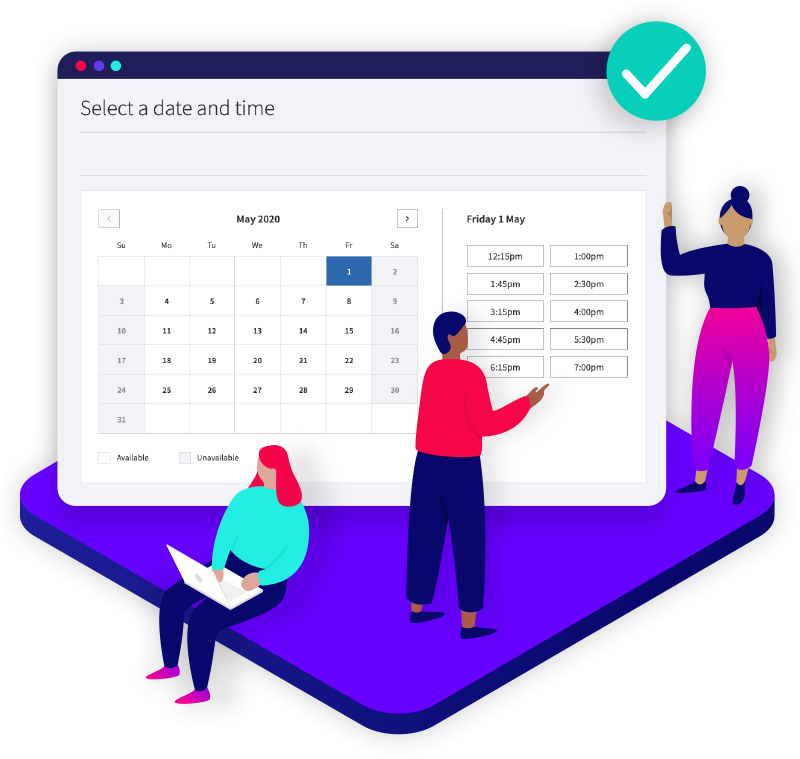 Select a date and time
May 2020
Su Mo Tu We Th Fr Sa
1 2
3 4 5 6 7 8 9
10 11 12 13 14 15 16
17 18 19 20 21 22 23
24 25 26 27 28 29 30
31
Available Unavailable
Friday 1 May
12:15pm 1:00pm
1:45pm 2:30pm
3:15pm 4:00pm
4:45pm 5:30pm
6:15pm 7:00pm